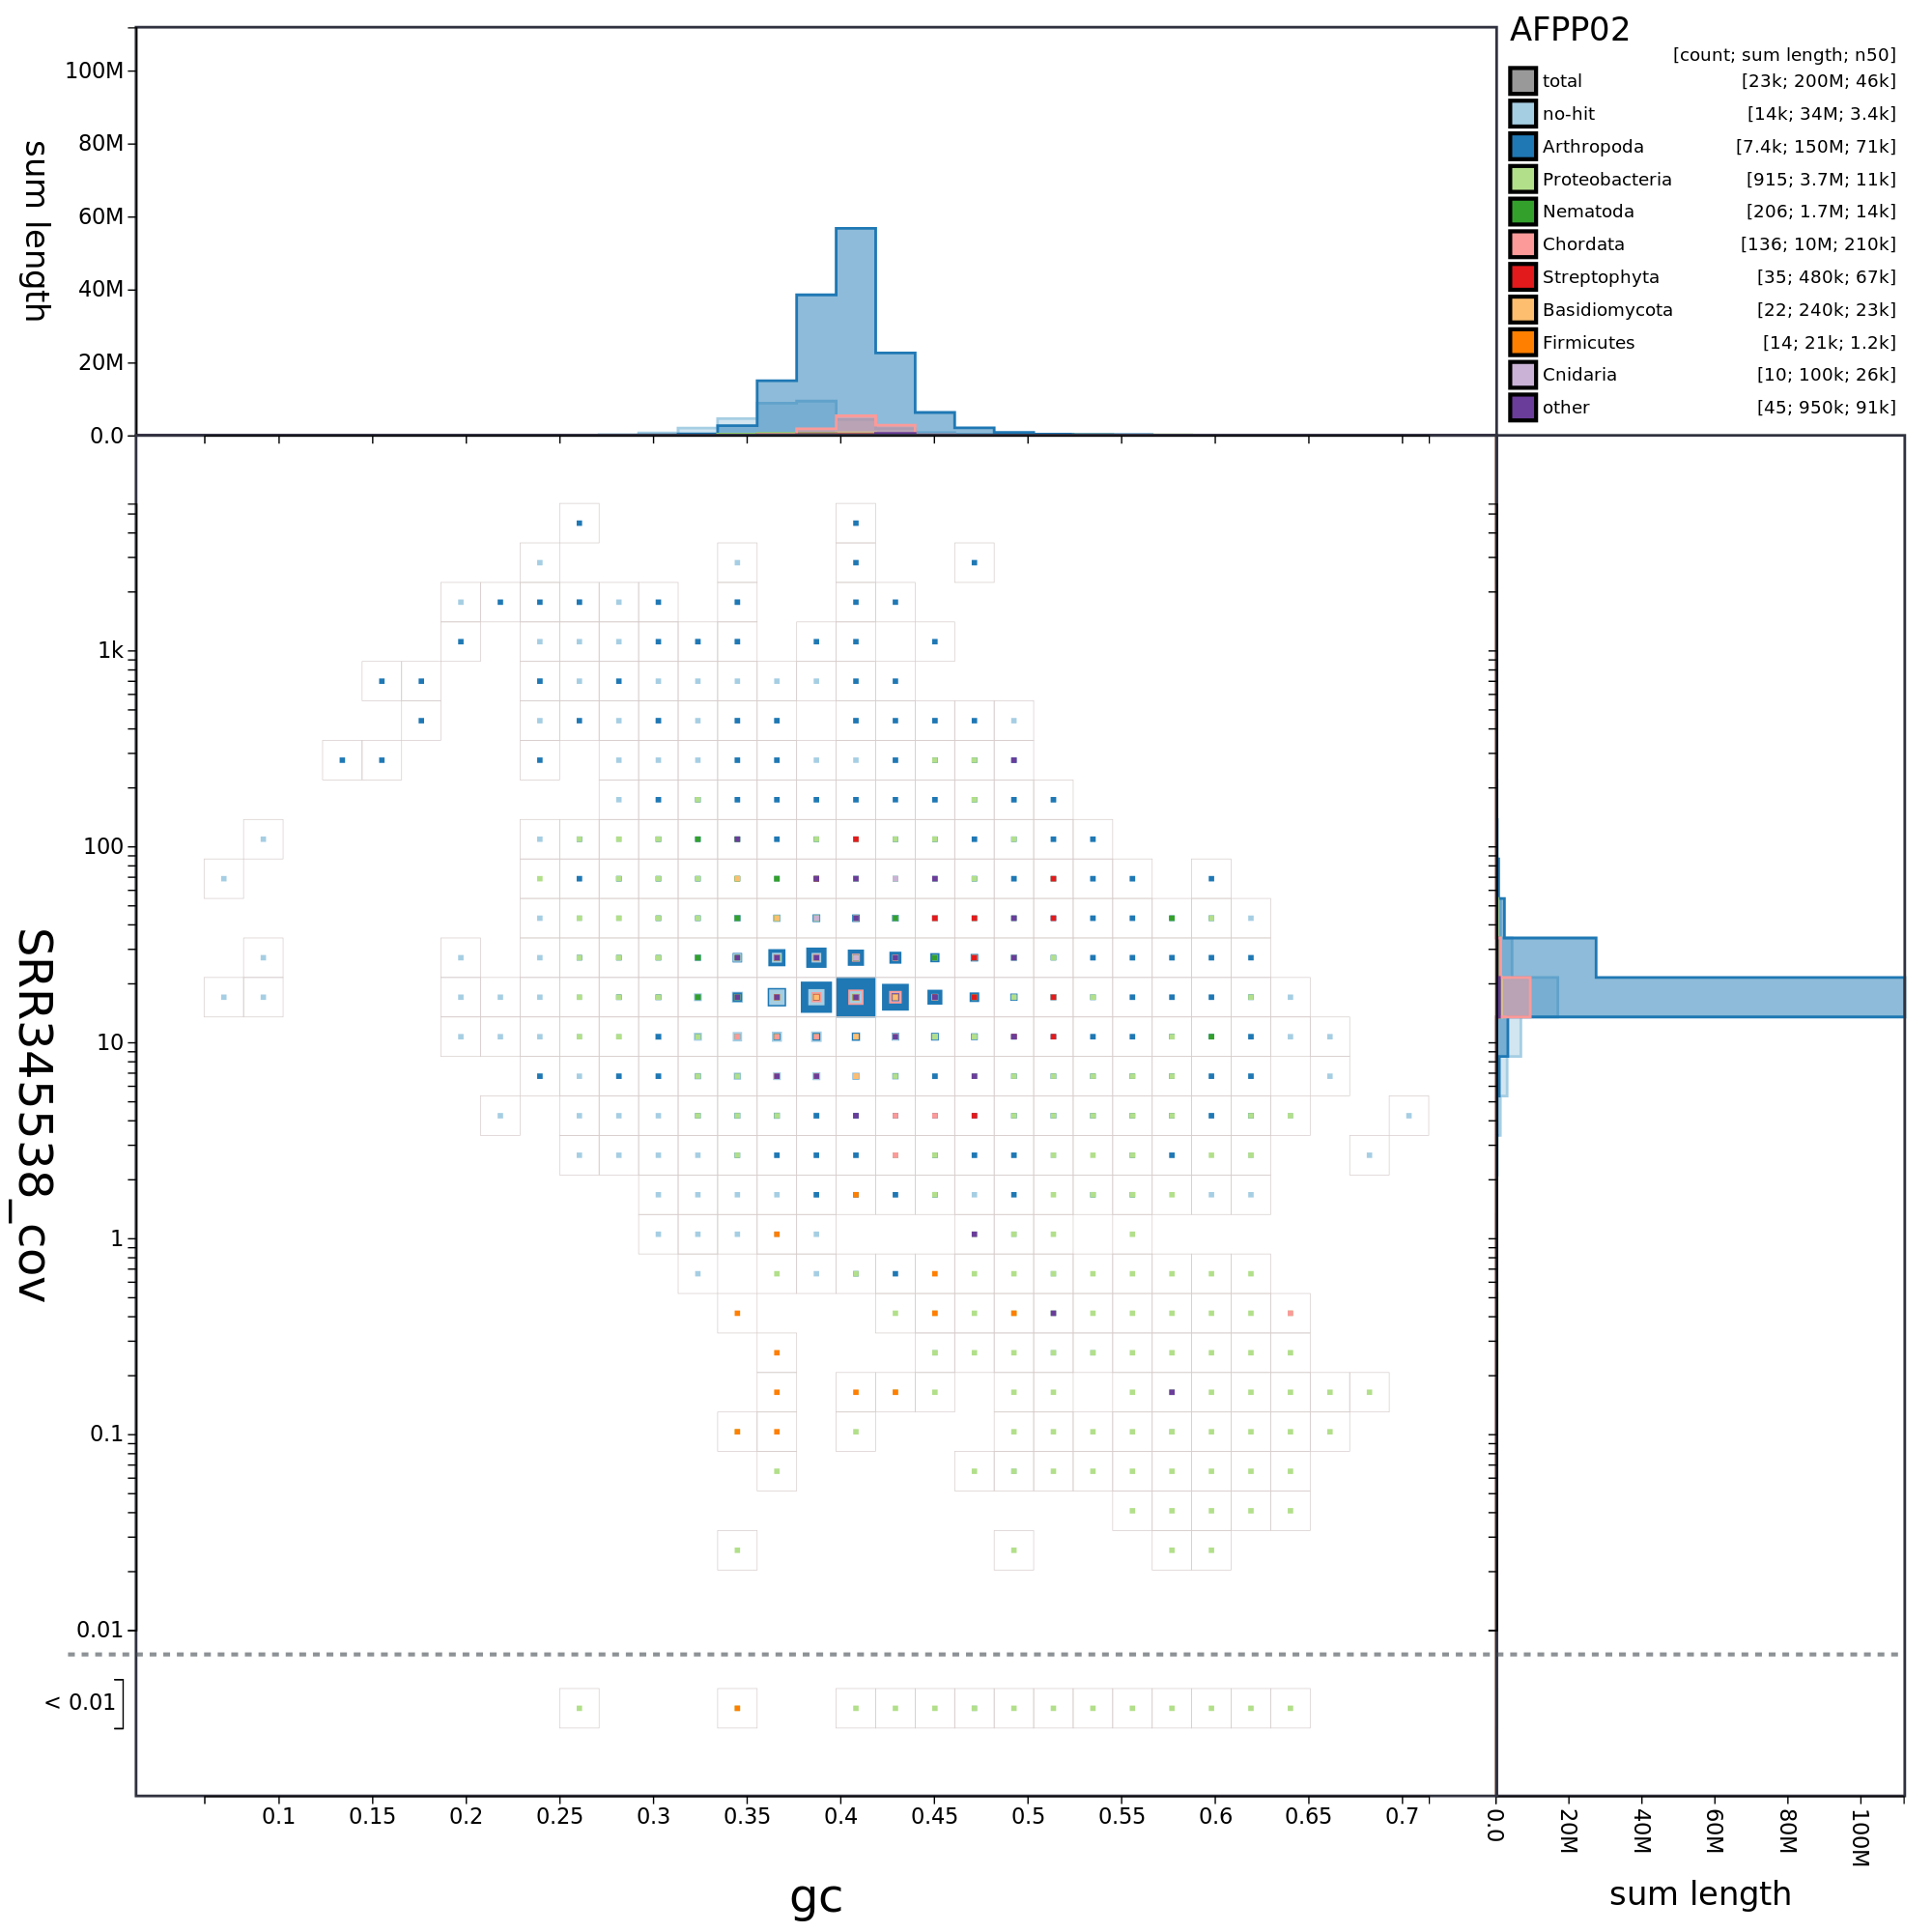 AFPP02
[count; sum length; n50]
total [23k; 200M; 46k]
no-hit [14k; 34M; 3.4k]
Arthropoda [7.4k; 150M; 71k]
Proteobacteria [915; 3.7M; 11k]
Nematoda [206; 1.7M; 14k]
Chordata [136; 10M; 210k]
Streptophyta [35; 480k; 67k]
Basidiomycota [22; 240k; 23k]
Firmicutes [14; 21k; 1.2k]
Cnidaria [10; 100k; 26k]
other [45; 950k; 91k]
sum length
100M
80M
60M
40M
20M
0.0
SRR345538_cov
1k
100
10
1
0.1
0.01
< 0.01
0.1 0.15 0.2 0.25 0.3 0.35 0.4 0.45 0.5 0.55 0.6 0.65 0.7
gc
0.0 20M 40M 60M 80M 100M
sum length